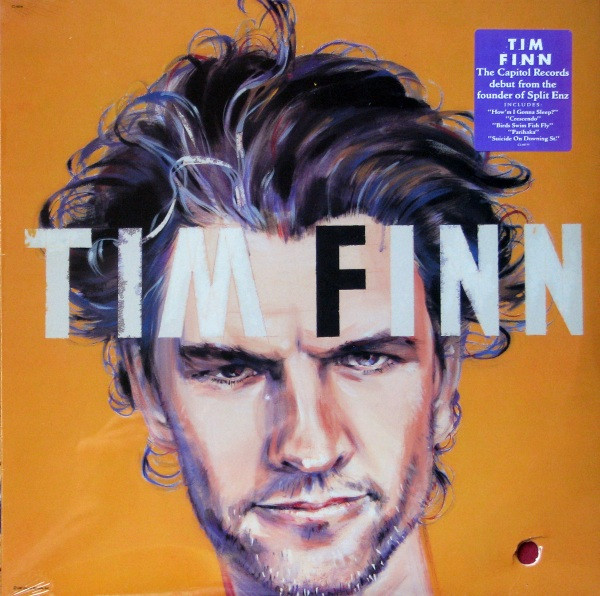 TIM FINN
TIM
FINN
The Capitol Records
debut from the
founder of Split Enz
INCLUDES:
"How'm I Gonna Sleep?"
"Crescendo"
"Birds Swim Fish Fly"
"Parihaka"
"Suicide On Downing St."